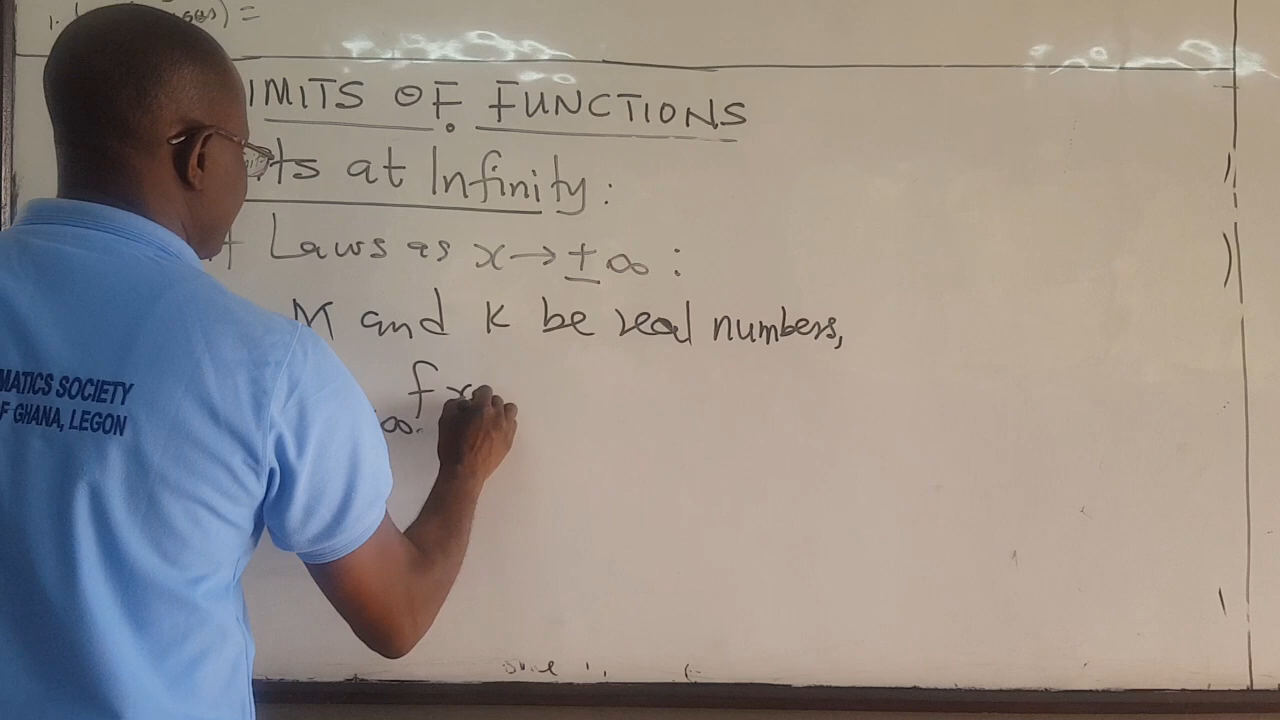 IMITS OF FUNCTIONS
ts at Infinity:
Laws as x → ± ∞ :
M and K be real numbers,
f x
∞
MATICS SOCIETY
F GHANA, LEGON